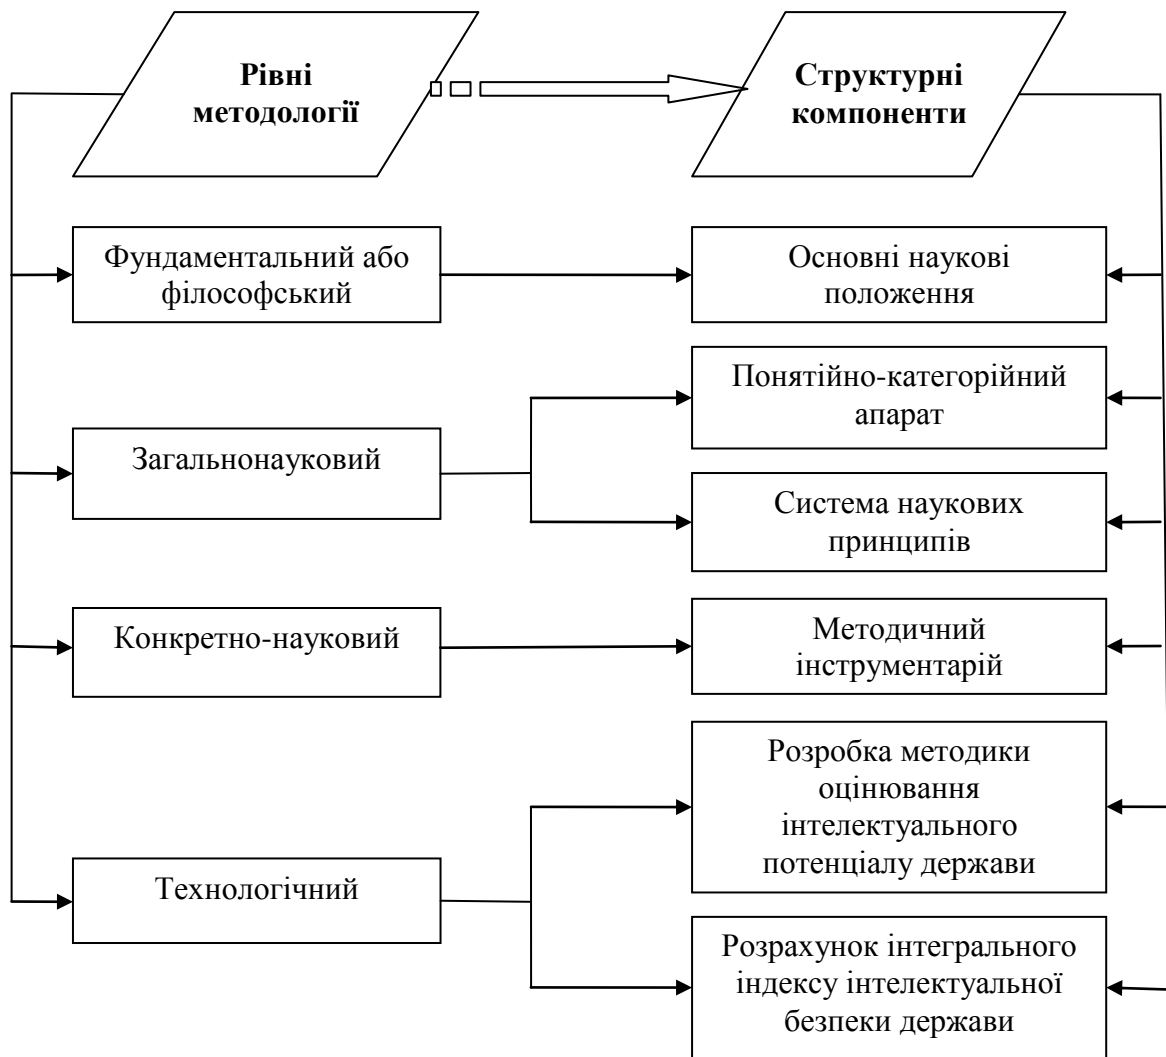 Рівні
методології
Структурні
компоненти
Фундаментальний або
філософський
Основні наукові
положення
Загальнонауковий
Понятійно-категорійний
апарат
Система наукових
принципів
Конкретно-науковий
Методичний
інструментарій
Технологічний
Розробка методики
оцінювання
інтелектуального
потенціалу держави
Розрахунок інтегрального
індексу інтелектуальної
безпеки держави